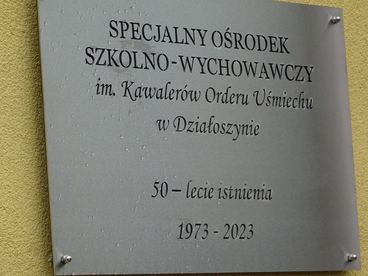 SPECJALNY OŚRODEK
SZKOLNO-WYCHOWAWCZY
im. Kawalerów Orderu Uśmiechu
w Działoszynie
50 – lecie istnienia
1973 - 2023